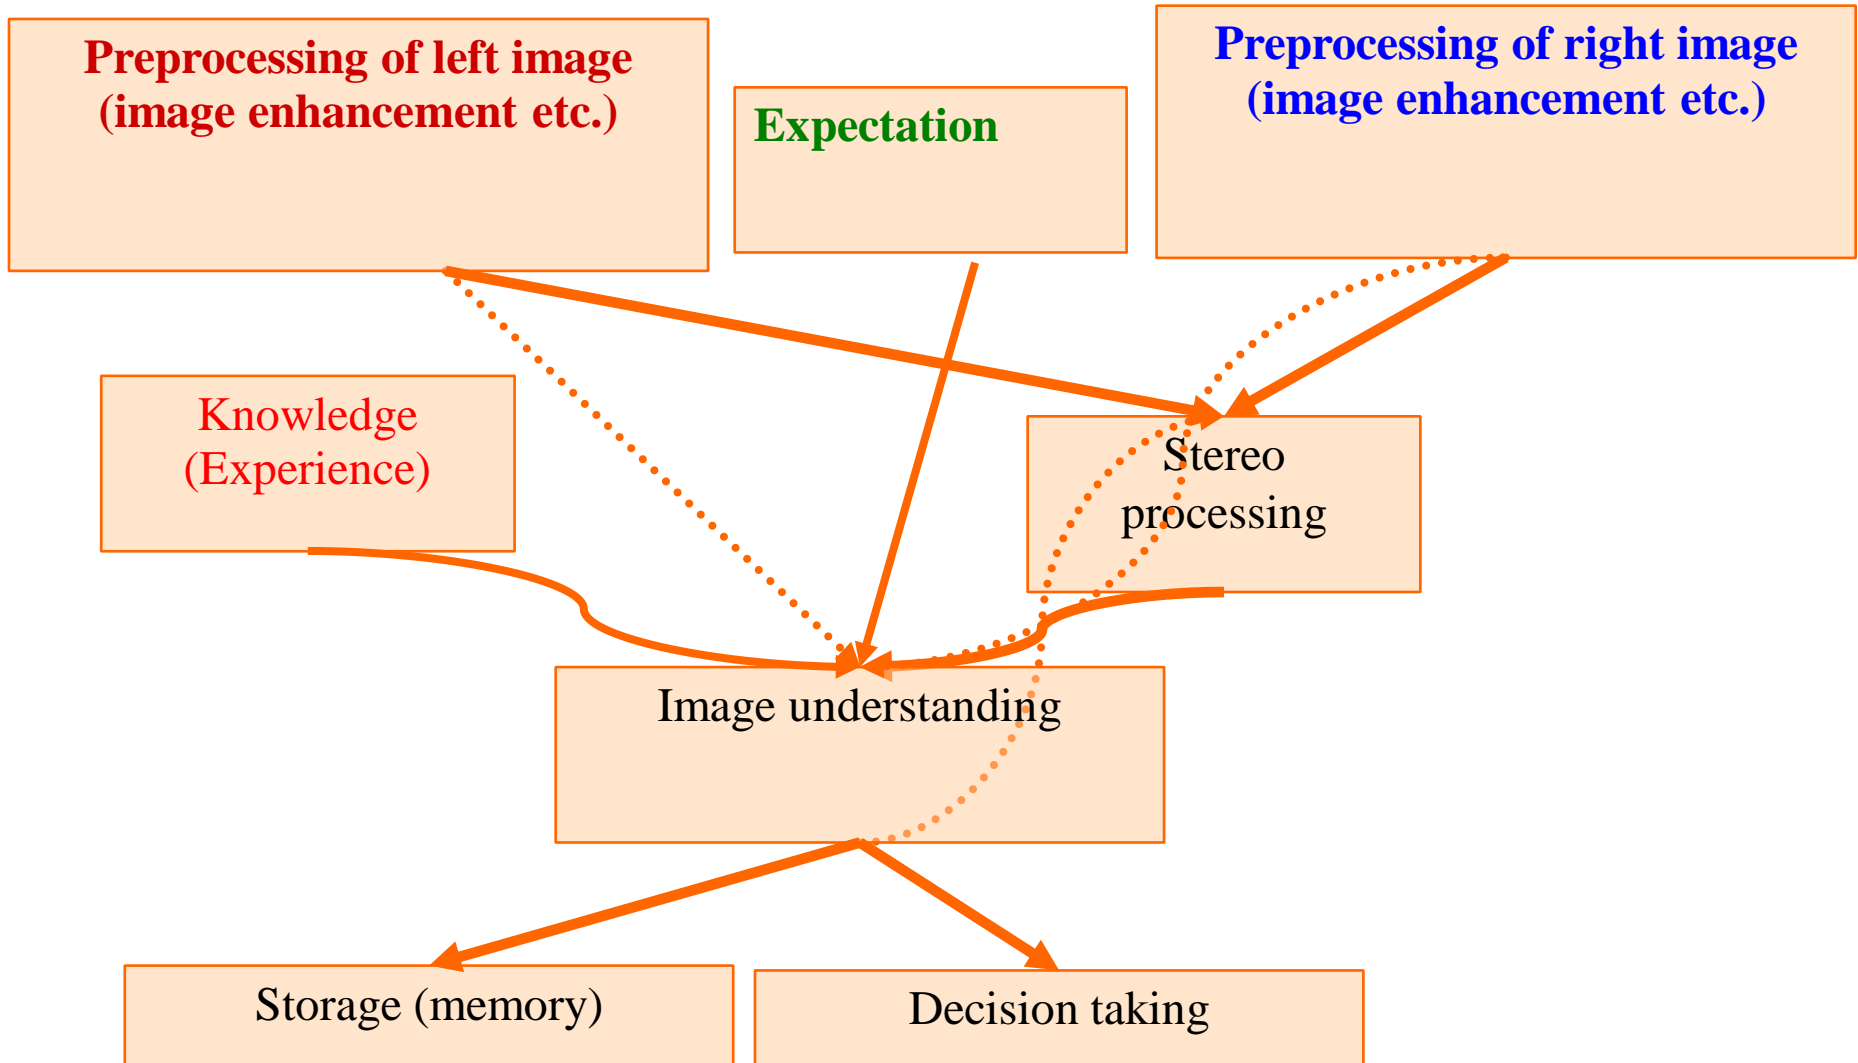 Preprocessing of left image
(image enhancement etc.)
Expectation
Preprocessing of right image
(image enhancement etc.)
Knowledge
(Experience)
Stereo
processing
Image understanding
Storage (memory)
Decision taking